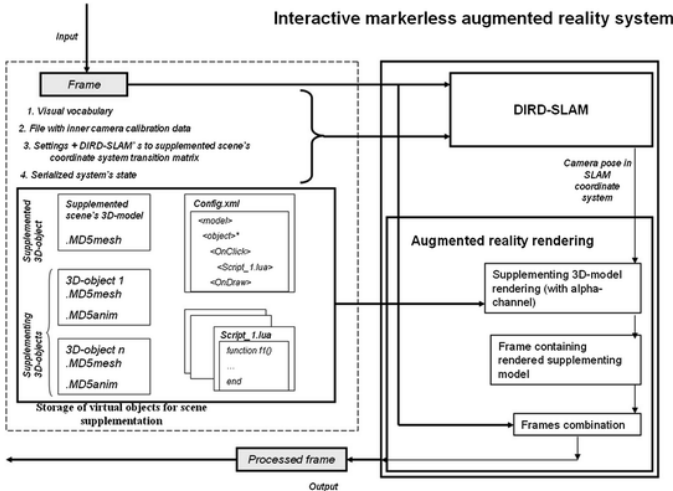 Interactive markerless augmented reality system
Input
Frame
1. Visual vocabulary
2. File with inner camera calibration data
3. Settings + DIRD-SLAM' s to supplemented scene's
coordinate system transition matrix
4. Serialized system's state
DIRD-SLAM
Camera pose in
SLAM
coordinate
system
Supplemented
3D-object
Supplemented
scene's 3D-model
.MD5mesh
Config.xml
<model>
<object>*
<OnClick>
<Script_1.lua>
<OnDraw>
Supplementing
3D-objects
3D-object 1
.MD5mesh
.MD5anim
3D-object n
.MD5mesh
.MD5anim
Script_1.lua
function f1()
...
end
Storage of virtual objects for scene
supplementation
Augmented reality rendering
Supplementing 3D-model
rendering (with alpha-
channel)
Frame containing
rendered supplementing
model
Frames combination
Processed frame
Output